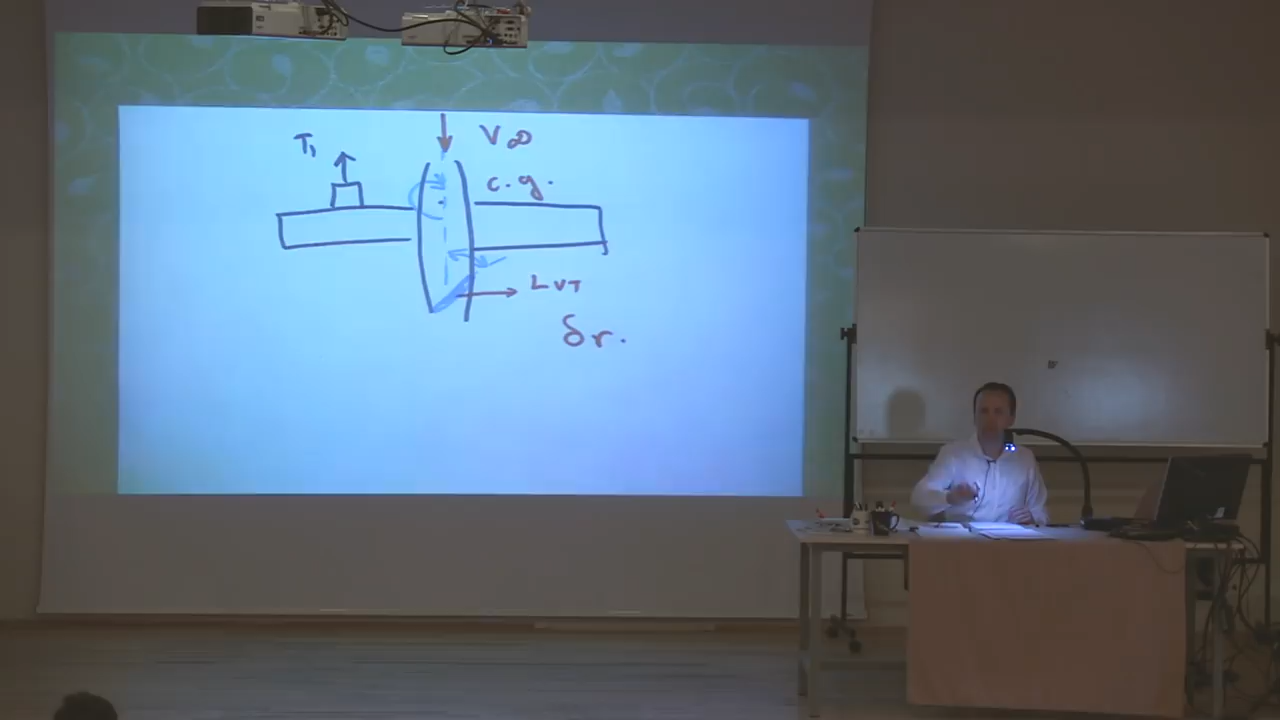 T₁
V∞
c.g.
LVT
δr.